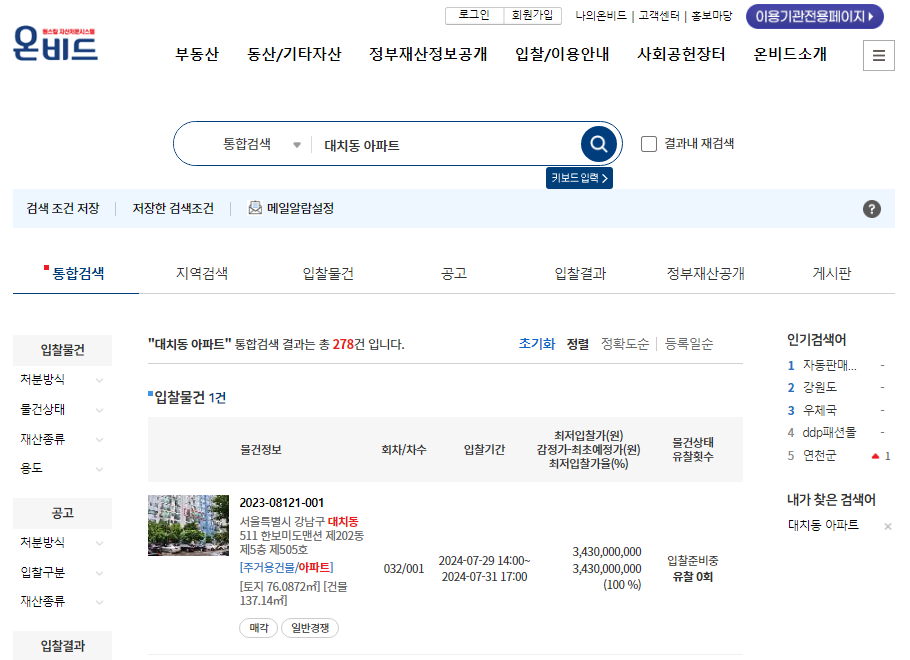 로그인 회원가입 나의온비드 | 고객센터 | 홍보마당 이용기관전용페이지
원스톱 자산처분시스템
온비드
부동산 동산/기타자산 정부재산정보공개 입찰/이용안내 사회공헌장터 온비드소개
통합검색 대치동 아파트 결과내 재검색
키보드 입력
검색 조건 저장 저장한 검색조건 메일알람설정 ?
통합검색 지역검색 입찰물건 공고 입찰결과 정부재산공개 게시판
입찰물건
처분방식
물건상태
재산종류
용도
공고
처분방식
입찰구분
재산종류
입찰결과
"대치동 아파트" 통합검색 결과는 총 278건 입니다.
초기화 정렬 정확도순 등록일순
입찰물건 1건
물건정보 회차/차수 입찰기간 최저입찰가(원)
감정가·최초예정가(원)
최저입찰가율(%)
물건상태
유찰횟수
2023-08121-001
서울특별시 강남구 대치동
511 한보미도맨션 제202동
제5층 제505호
[주거용건물/아파트]
[토지 76.0872㎡] [건물
137.14㎡]
매각 일반경쟁
032/001
2024-07-29 14:00~
2024-07-31 17:00
3,430,000,000
3,430,000,000
(100 %)
입찰준비중
유찰 0회
인기검색어
1 자동판매... -
2 강원도 -
3 우체국 -
4 ddp패션몰 -
5 연천군 1
내가 찾은 검색어
대치동 아파트